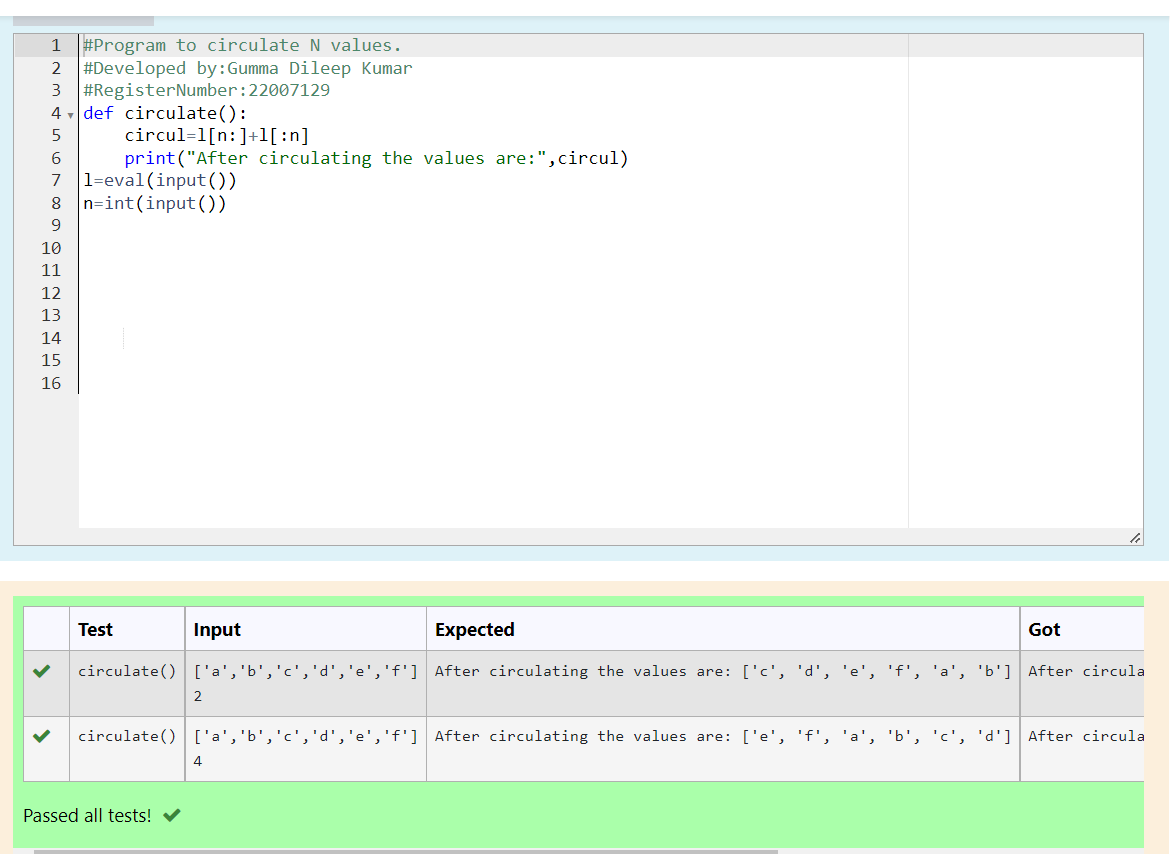 1 #Program to circulate N values.
2 #Developed by:Gumma Dileep Kumar
3 #RegisterNumber:22007129
4 def circulate():
5     circul=l[n:]+l[:n]
6     print("After circulating the values are:",circul)
7 l=eval(input())
8 n=int(input())
9
10
11
12
13
14
15
16
Test Input Expected Got
circulate() ['a','b','c','d','e','f'] After circulating the values are: ['c', 'd', 'e', 'f', 'a', 'b'] After circula
2
circulate() ['a','b','c','d','e','f'] After circulating the values are: ['e', 'f', 'a', 'b', 'c', 'd'] After circula
4
Passed all tests!